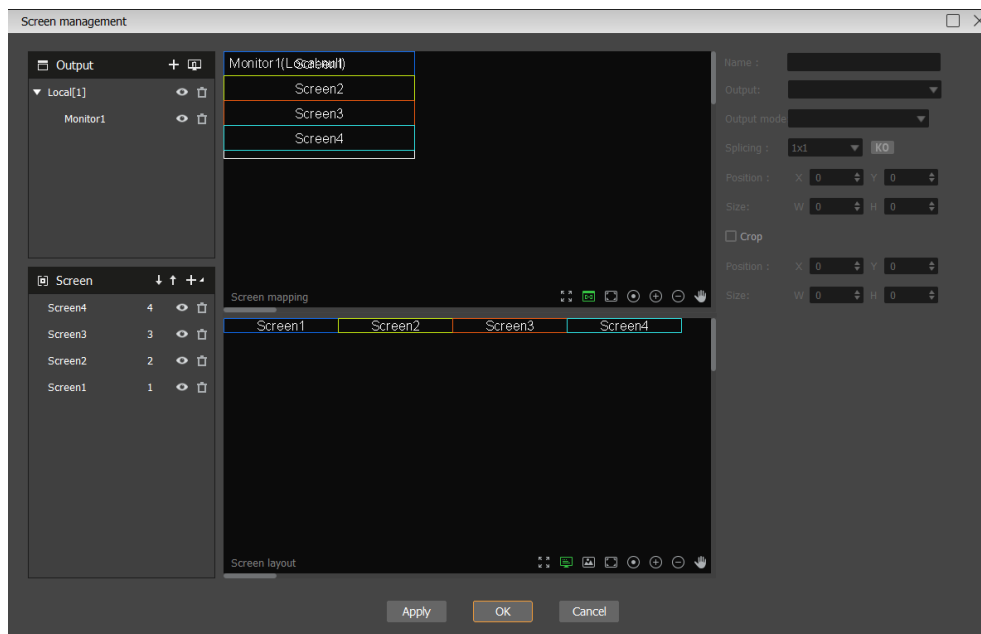 Screen management
Output
Local[1]
Monitor1
Screen
Screen4 4
Screen3 3
Screen2 2
Screen1 1
Monitor1(Local
Screen2
Screen3
Screen4
Screen mapping
Screen1 Screen2 Screen3 Screen4
Screen layout
Name :
Output:
Output mode
Splicing : 1x1 KO
Position : X 0 Y 0
Size: W 0 H 0
Crop
Position : X 0 Y 0
Size: W 0 H 0
Apply OK Cancel